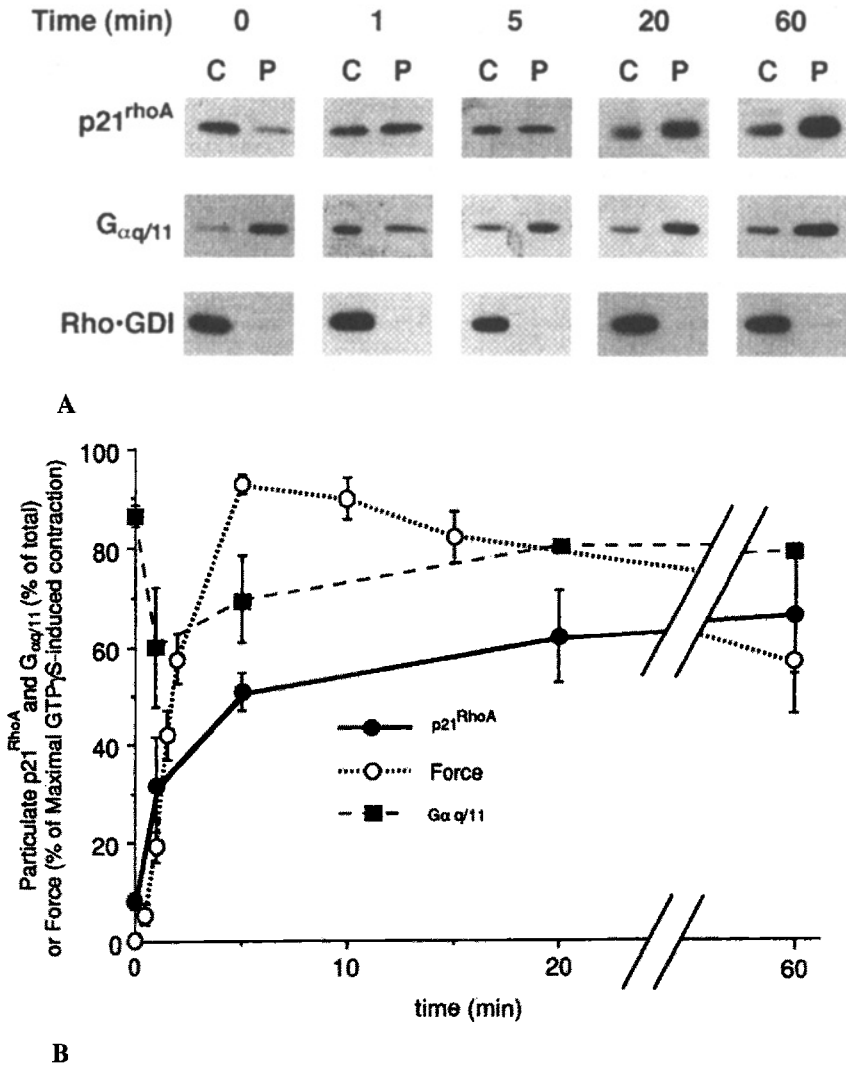 Time (min) 0 1 5 20 60
C P C P C P C P C P
p21rhoA
Gαq/11
Rho·GDI
A
Particulate p21RhoA and Gαq/11 (% of total)
or Force (% of Maximal GTPγS-induced contraction)
100
80
60
40
20
0
p21RhoA
Force
Gα q/11
0 10 20 60
time (min)
B